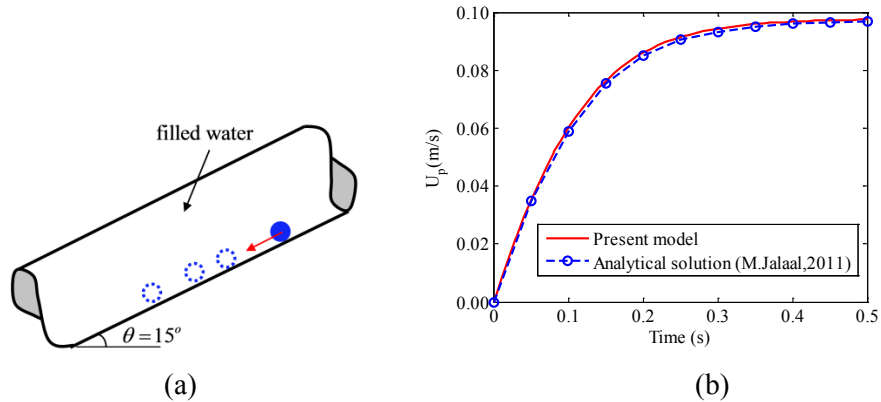 filled water
θ = 15°
(a)
0.10
0.08
0.06
0.04
0.02
0.00
U_p(m/s)
Present model
Analytical solution (M.Jalaal,2011)
0 0.1 0.2 0.3 0.4 0.5
Time (s)
(b)